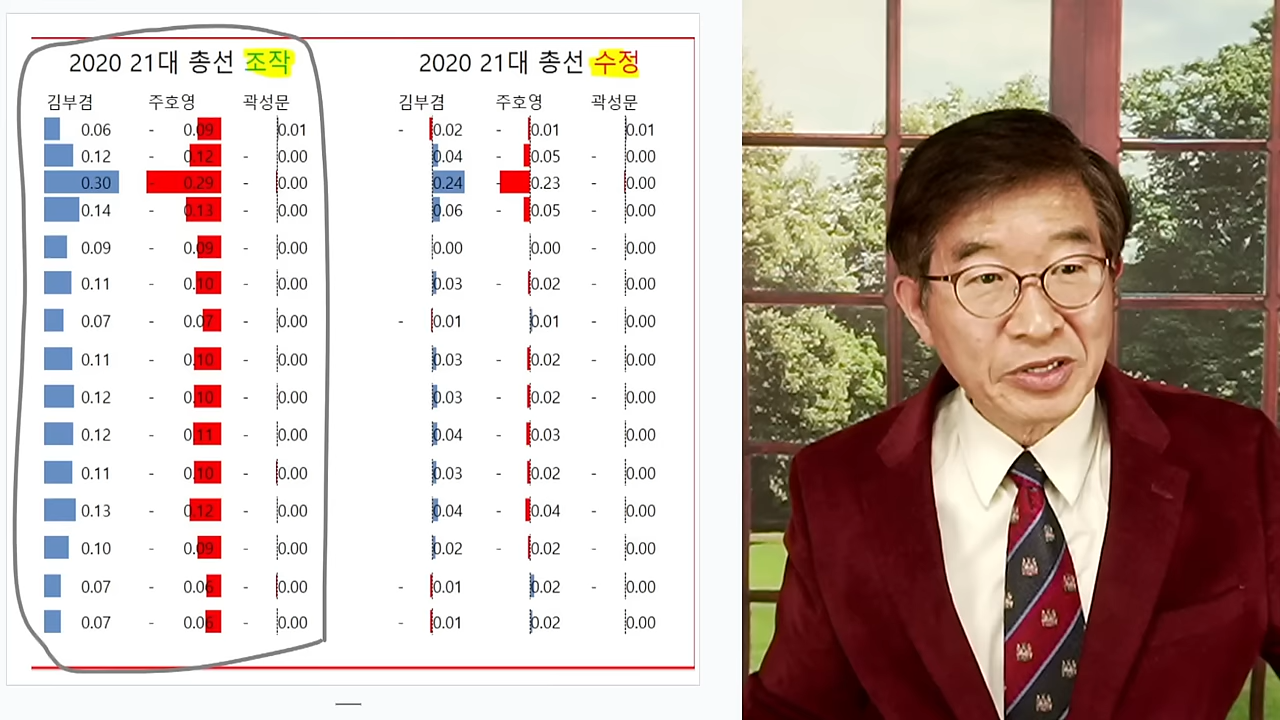 2020 21대 총선 조작 2020 21대 총선 수정
김부겸 주호영 곽성문 김부겸 주호영 곽성문
0.06 - 0.09 0.01 - 0.02 - 0.01 0.01
0.12 - 0.12 - 0.00 0.04 - 0.05 - 0.00
0.30 - 0.29 - 0.00 0.24 - 0.23 - 0.00
0.14 - 0.13 - 0.00 0.06 - 0.05 - 0.00
0.09 - 0.09 - 0.00 0.00 - 0.00 - 0.00
0.11 - 0.10 - 0.00 0.03 - 0.02 - 0.00
0.07 - 0.07 - 0.00 - 0.01 0.01 - 0.00
0.11 - 0.10 - 0.00 0.03 - 0.02 - 0.00
0.12 - 0.10 - 0.00 0.03 - 0.02 - 0.00
0.12 - 0.11 - 0.00 0.04 - 0.03 - 0.00
0.11 - 0.10 - 0.00 0.03 - 0.02 - 0.00
0.13 - 0.12 - 0.00 0.04 - 0.04 - 0.00
0.10 - 0.09 - 0.00 0.02 - 0.02 - 0.00
0.07 - 0.06 - 0.00 - 0.01 0.02 - 0.00
0.07 - 0.06 - 0.00 - 0.01 0.02 - 0.00